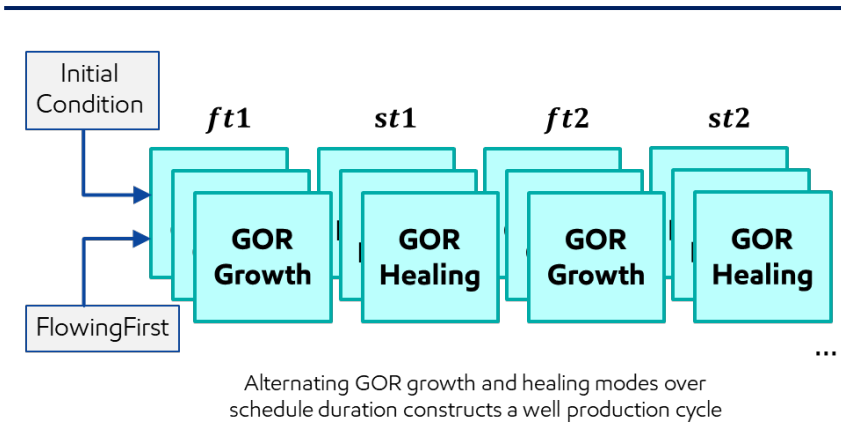 Initial
Condition
ft1
st1
ft2
st2
GOR
Growth
GOR
Healing
GOR
Growth
GOR
Healing
FlowingFirst
...
Alternating GOR growth and healing modes over
schedule duration constructs a well production cycle